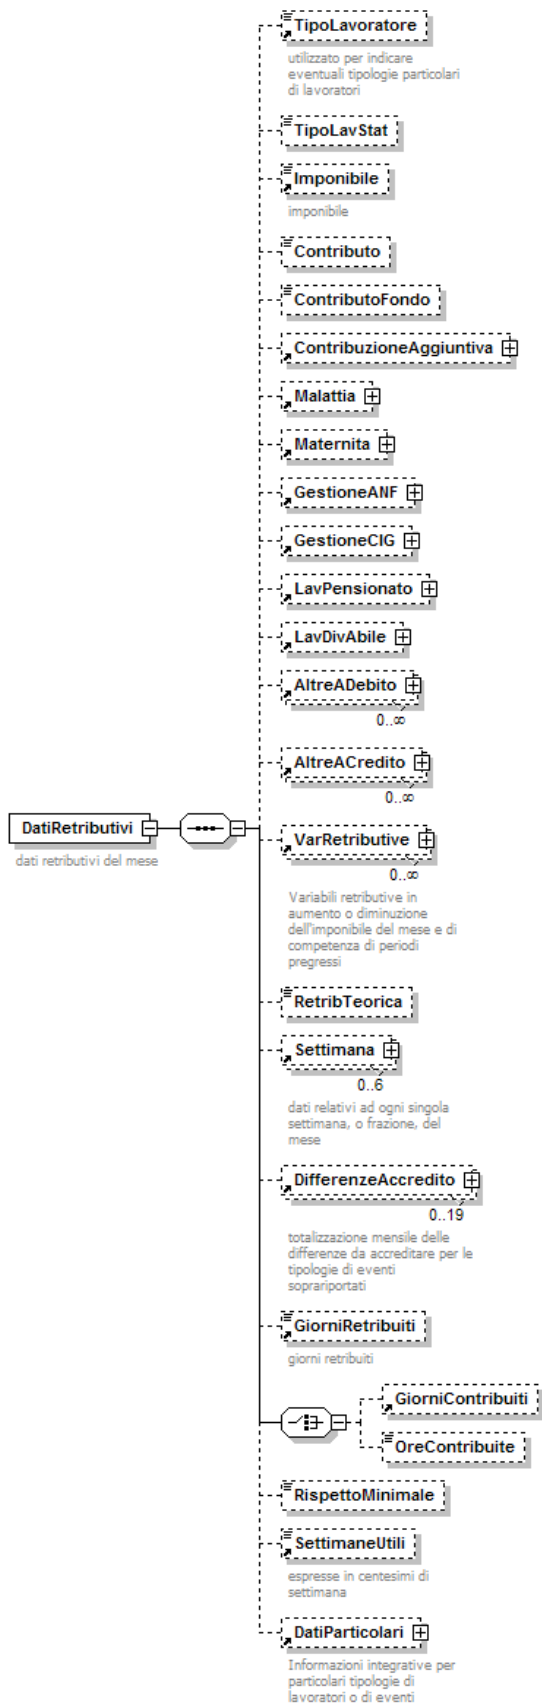 TipoLavoratore
utilizzato per indicare
eventuali tipologie particolari
di lavoratori
TipoLavStat
Imponibile
imponibile
Contributo
ContributoFondo
ContribuzioneAggiuntiva
Malattia
Maternita
GestioneANF
GestioneCIG
LavPensionato
LavDivAbile
AltreADebito
0..∞
AltreACredito
0..∞
DatiRetributivi
dati retributivi del mese
VarRetributive
0..∞
Variabili retributive in
aumento o diminuzione
dell'imponibile del mese e di
competenza di periodi
pregressi
RetribTeorica
Settimana
0..6
dati relativi ad ogni singola
settimana, o frazione, del
mese
DifferenzeAccredito
0..19
totalizzazione mensile delle
differenze da accreditare per le
tipologie di eventi
soprariportati
GiorniRetribuiti
giorni retribuiti
GiorniContribuiti
OreContribuite
RispettoMinimale
SettimaneUtili
espresse in centesimi di
settimana
DatiParticolari
Informazioni integrative per
particolari tipologie di
lavoratori o di eventi